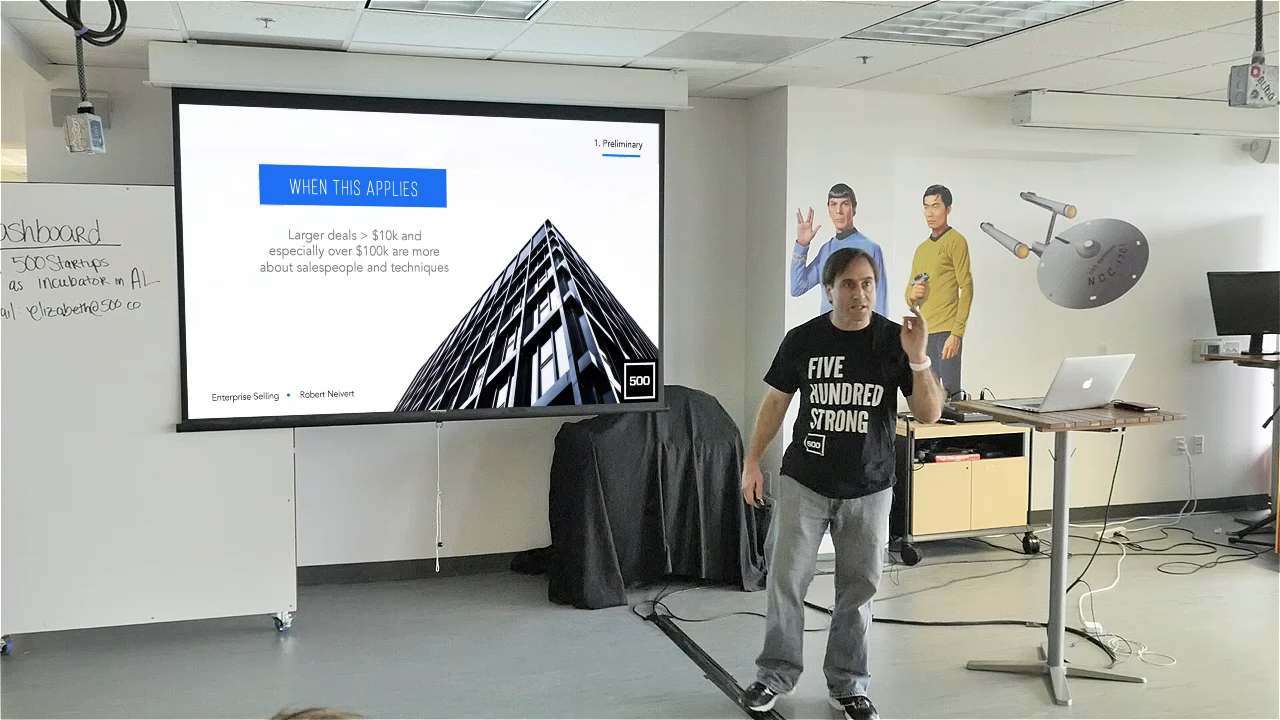 1. Preliminary
WHEN THIS APPLIES
Larger deals > $10k and
especially over $100k are more
about salespeople and techniques
Enterprise Selling • Robert Neivert
500
ashboard
500 Startups
as incubator in AL
ail: yelizabeth@500.co
FIVE
HUNDRED
STRONG
500
NCC-1701